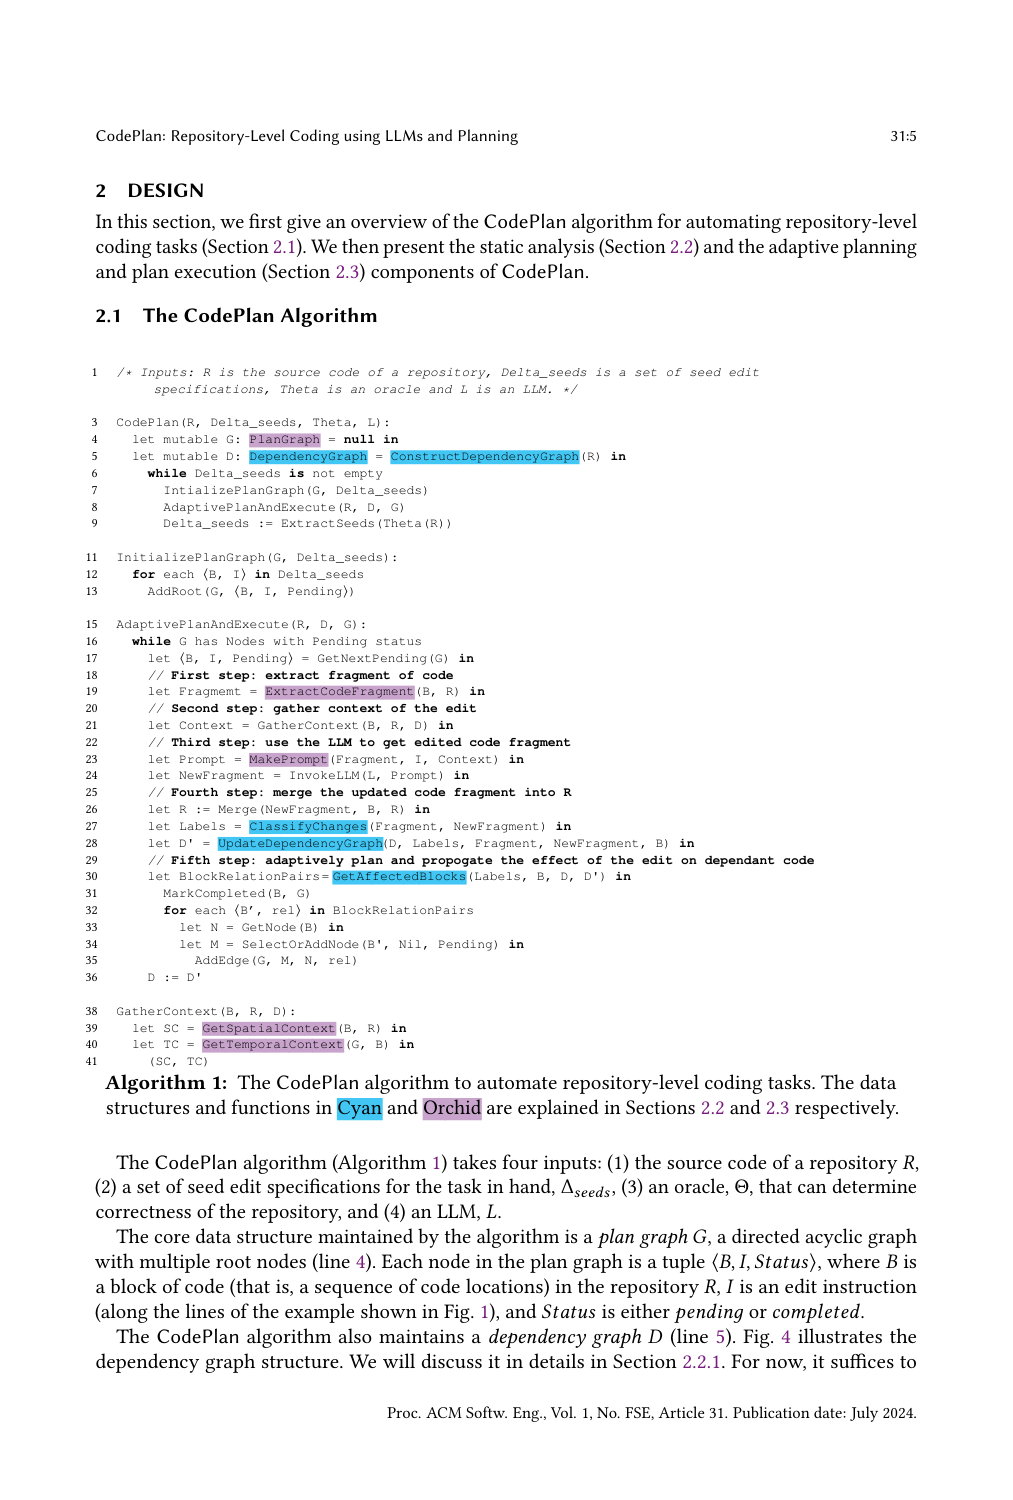 CodePlan: Repository-Level Coding using LLMs and Planning 31:5
2 DESIGN
In this section, we first give an overview of the CodePlan algorithm for automating repository-level
coding tasks (Section 2.1). We then present the static analysis (Section 2.2) and the adaptive planning
and plan execution (Section 2.3) components of CodePlan.
2.1 The CodePlan Algorithm
1 /* Inputs: R is the source code of a repository, Delta_seeds is a set of seed edit
specifications, Theta is an oracle and L is an LLM. */
3 CodePlan(R, Delta_seeds, Theta, L):
4 let mutable G: PlanGraph = null in
5 let mutable D: DependencyGraph = ConstructDependencyGraph(R) in
6 while Delta_seeds is not empty
7 IntializePlanGraph(G, Delta_seeds)
8 AdaptivePlanAndExecute(R, D, G)
9 Delta_seeds := ExtractSeeds(Theta(R))
11 InitializePlanGraph(G, Delta_seeds):
12 for each ⟨B, I⟩ in Delta_seeds
13 AddRoot(G, ⟨B, I, Pending⟩)
15 AdaptivePlanAndExecute(R, D, G):
16 while G has Nodes with Pending status
17 let ⟨B, I, Pending⟩ = GetNextPending(G) in
18 // First step: extract fragment of code
19 let Fragmemt = ExtractCodeFragment(B, R) in
20 // Second step: gather context of the edit
21 let Context = GatherContext(B, R, D) in
22 // Third step: use the LLM to get edited code fragment
23 let Prompt = MakePrompt(Fragment, I, Context) in
24 let NewFragment = InvokeLLM(L, Prompt) in
25 // Fourth step: merge the updated code fragment into R
26 let R := Merge(NewFragment, B, R) in
27 let Labels = ClassifyChanges(Fragment, NewFragment) in
28 let D' = UpdateDependencyGraph(D, Labels, Fragment, NewFragment, B) in
29 // Fifth step: adaptively plan and propogate the effect of the edit on dependant code
30 let BlockRelationPairs=GetAffectedBlocks(Labels, B, D, D') in
31 MarkCompleted(B, G)
32 for each ⟨B′, rel⟩ in BlockRelationPairs
33 let N = GetNode(B) in
34 let M = SelectOrAddNode(B', Nil, Pending) in
35 AddEdge(G, M, N, rel)
36 D := D'
38 GatherContext(B, R, D):
39 let SC = GetSpatialContext(B, R) in
40 let TC = GetTemporalContext(G, B) in
41 (SC, TC)
Algorithm 1: The CodePlan algorithm to automate repository-level coding tasks. The data
structures and functions in Cyan and Orchid are explained in Sections 2.2 and 2.3 respectively.
The CodePlan algorithm (Algorithm 1) takes four inputs: (1) the source code of a repository R,
(2) a set of seed edit specifications for the task in hand, Δseeds, (3) an oracle, Θ, that can determine
correctness of the repository, and (4) an LLM, L.
The core data structure maintained by the algorithm is a plan graph G, a directed acyclic graph
with multiple root nodes (line 4). Each node in the plan graph is a tuple ⟨B, I, Status⟩, where B is
a block of code (that is, a sequence of code locations) in the repository R, I is an edit instruction
(along the lines of the example shown in Fig. 1), and Status is either pending or completed.
The CodePlan algorithm also maintains a dependency graph D (line 5). Fig. 4 illustrates the
dependency graph structure. We will discuss it in details in Section 2.2.1. For now, it suffices to
Proc. ACM Softw. Eng., Vol. 1, No. FSE, Article 31. Publication date: July 2024.